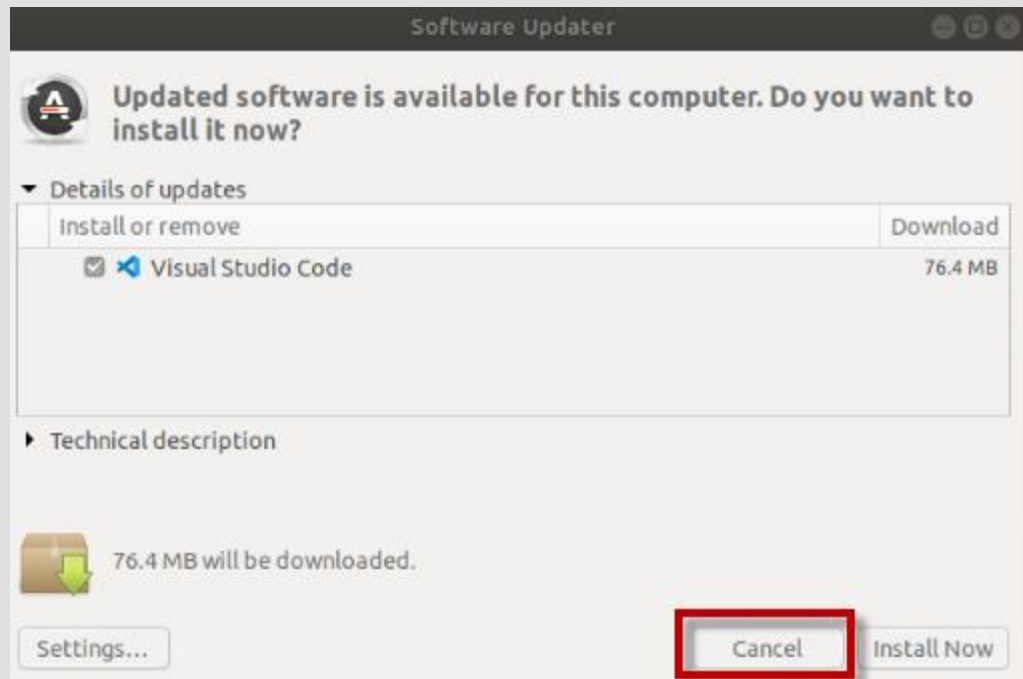 Software Updater
Updated software is available for this computer. Do you want to
install it now?
Details of updates
Install or remove Download
Visual Studio Code 76.4 MB
Technical description
76.4 MB will be downloaded.
Settings... Cancel Install Now